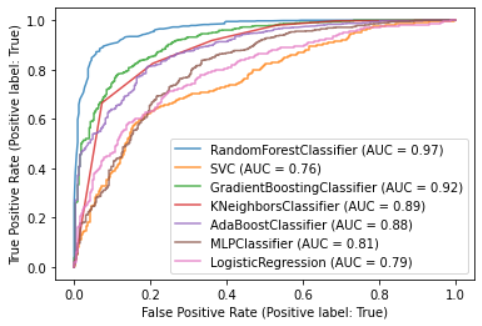 1.0
0.8
0.6
0.4
0.2
0.0
True Positive Rate (Positive label: True)
RandomForestClassifier (AUC = 0.97)
SVC (AUC = 0.76)
GradientBoostingClassifier (AUC = 0.92)
KNeighborsClassifier (AUC = 0.89)
AdaBoostClassifier (AUC = 0.88)
MLPClassifier (AUC = 0.81)
LogisticRegression (AUC = 0.79)
0.0 0.2 0.4 0.6 0.8 1.0
False Positive Rate (Positive label: True)